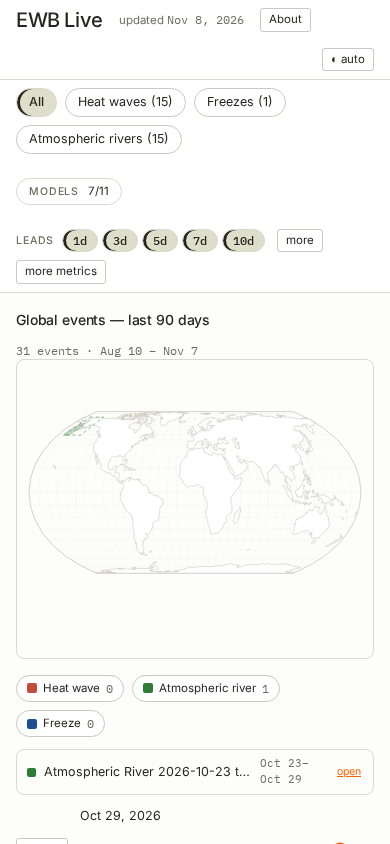 EWB Live updated Nov 8, 2026 About
auto
All Heat waves (15) Freezes (1)
Atmospheric rivers (15)
MODELS 7/11
LEADS 1d 3d 5d 7d 10d more
more metrics
Global events — last 90 days
31 events · Aug 10 – Nov 7
Heat wave 0 Atmospheric river 1
Freeze 0
Atmospheric River 2026-10-23 t… Oct 23– open
Oct 29
Oct 29, 2026